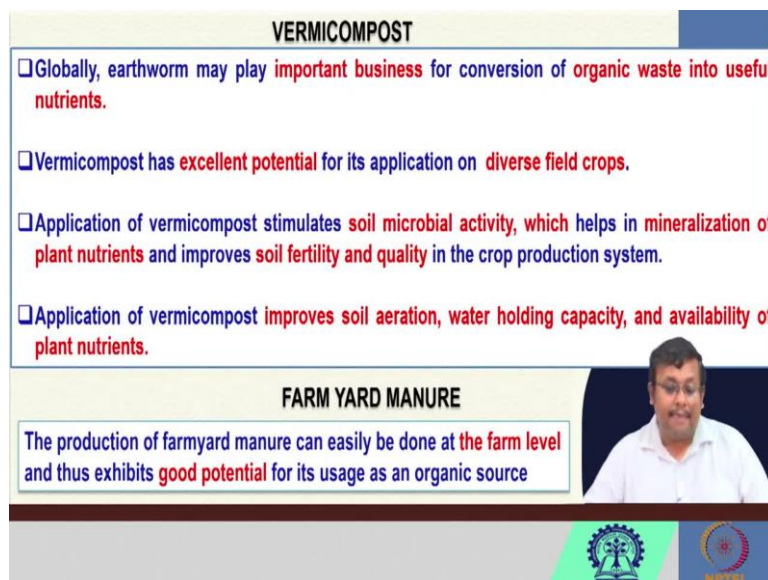 VERMICOMPOST
❑Globally, earthworm may play important business for conversion of organic waste into useful
nutrients.
❑Vermicompost has excellent potential for its application on diverse field crops.
❑Application of vermicompost stimulates soil microbial activity, which helps in mineralization of
plant nutrients and improves soil fertility and quality in the crop production system.
❑Application of vermicompost improves soil aeration, water holding capacity, and availability of
plant nutrients.
FARM YARD MANURE
The production of farmyard manure can easily be done at the farm level
and thus exhibits good potential for its usage as an organic source